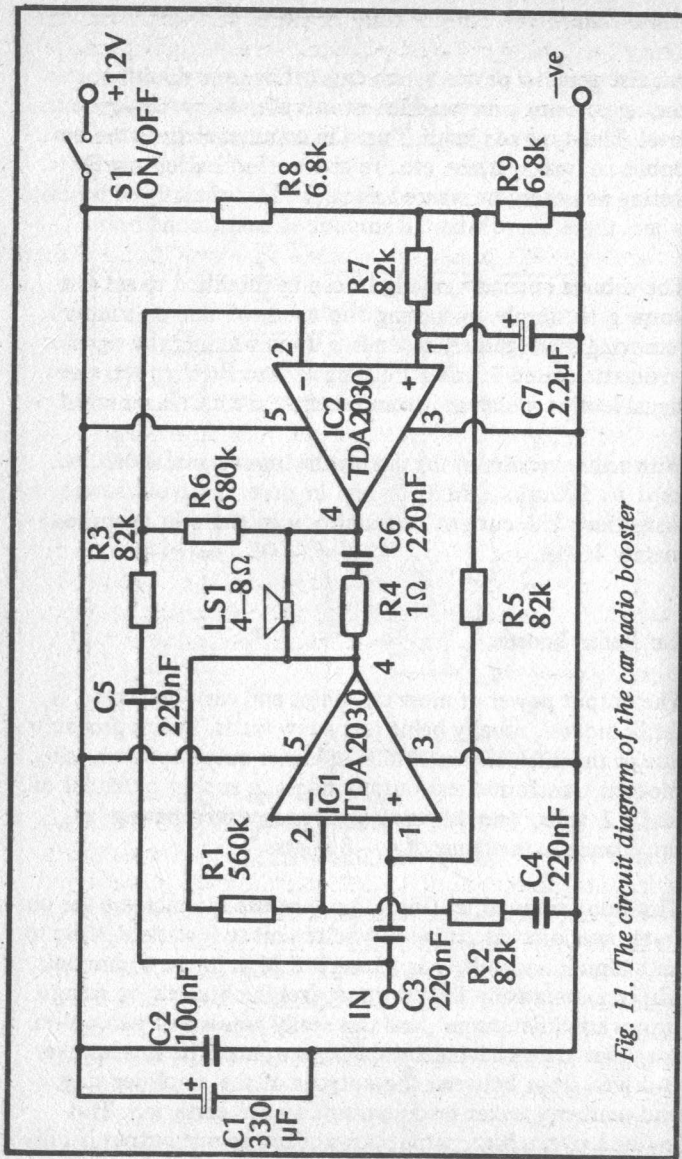 S1
+12V
ON/OFF
R3
82k
C5
220nF
R6
680k
R8
6.8k
LS1
4–8Ω
R1
560k
2
5
IC1
TDA2030
4
1
+
3
C6
220nF
R4
1Ω
4
5
2
−
IC2
TDA2030
+
3
R7
82k
C1
330
µF
+
C2
100nF
IN
C3
220nF
R2
82k
C4
220nF
R5
82k
C7
2.2µF
+
R9
6.8k
−ve
Fig. 11. The circuit diagram of the car radio booster